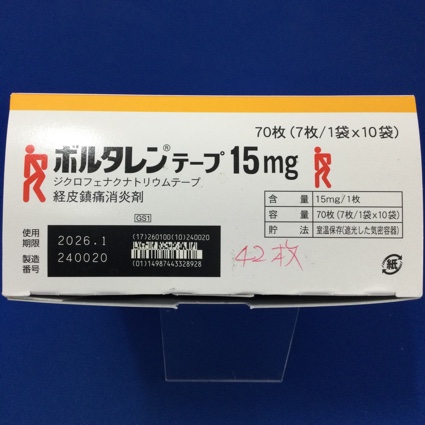 70枚（7枚/1袋×10袋）
ボルタレン®テープ15mg
ジクロフェナクナトリウムテープ
経皮鎮痛消炎剤
含量 15mg/1枚
容量 70枚（7枚/1袋×10袋）
貯法 室温保存（遮光した気密容器）
GS1
使用期限 2026.1
製造番号 240020
(17)260100(10)240020
(01)14987443328928
42枚
紙